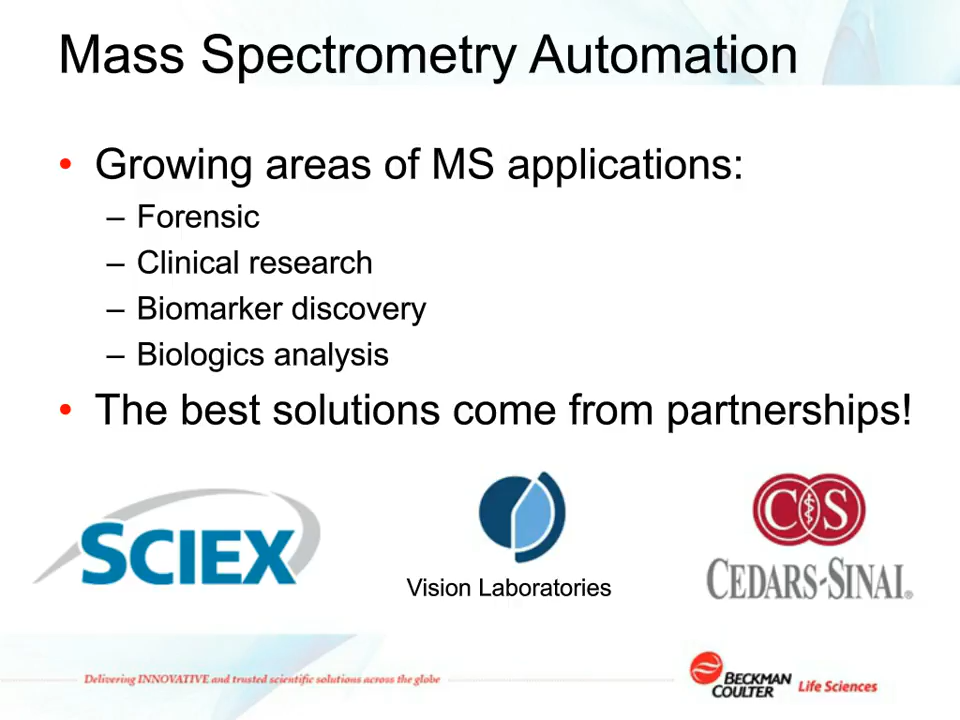 Mass Spectrometry Automation
• Growing areas of MS applications:
– Forensic
– Clinical research
– Biomarker discovery
– Biologics analysis
• The best solutions come from partnerships!
SCIEX
Vision Laboratories
CS
CEDARS-SINAI®
Delivering INNOVATIVE and trusted scientific solutions across the globe
BECKMAN
COULTER Life Sciences